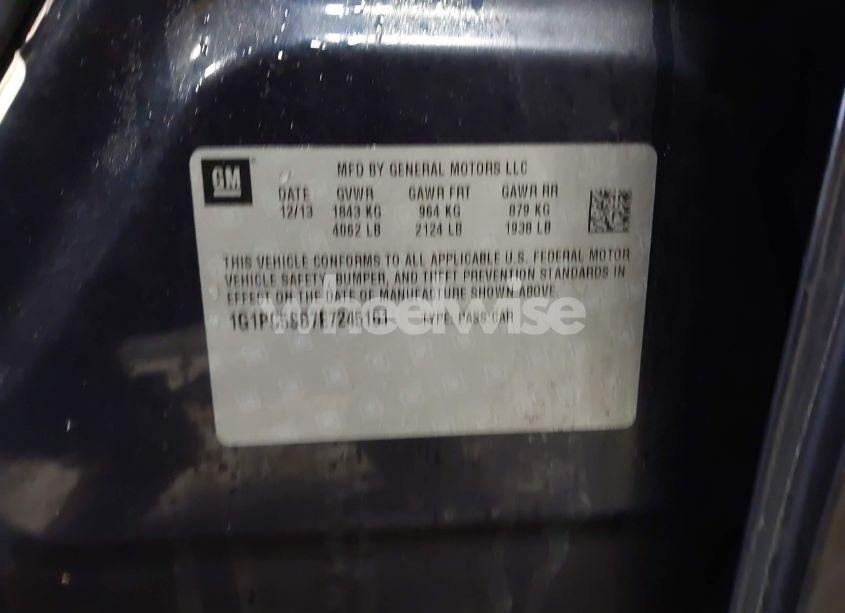 GM
MFD BY GENERAL MOTORS LLC
DATE GVWR GAWR FRT GAWR RR
12/13 1843 KG 964 KG 879 KG
4062 LB 2124 LB 1938 LB
THIS VEHICLE CONFORMS TO ALL APPLICABLE U.S. FEDERAL MOTOR
VEHICLE SAFETY, BUMPER, AND THEFT PREVENTION STANDARDS IN
EFFECT ON THE DATE OF MANUFACTURE SHOWN ABOVE.
1G1PC5SB7E7245161 TYPE: PASS CAR
wheelwise